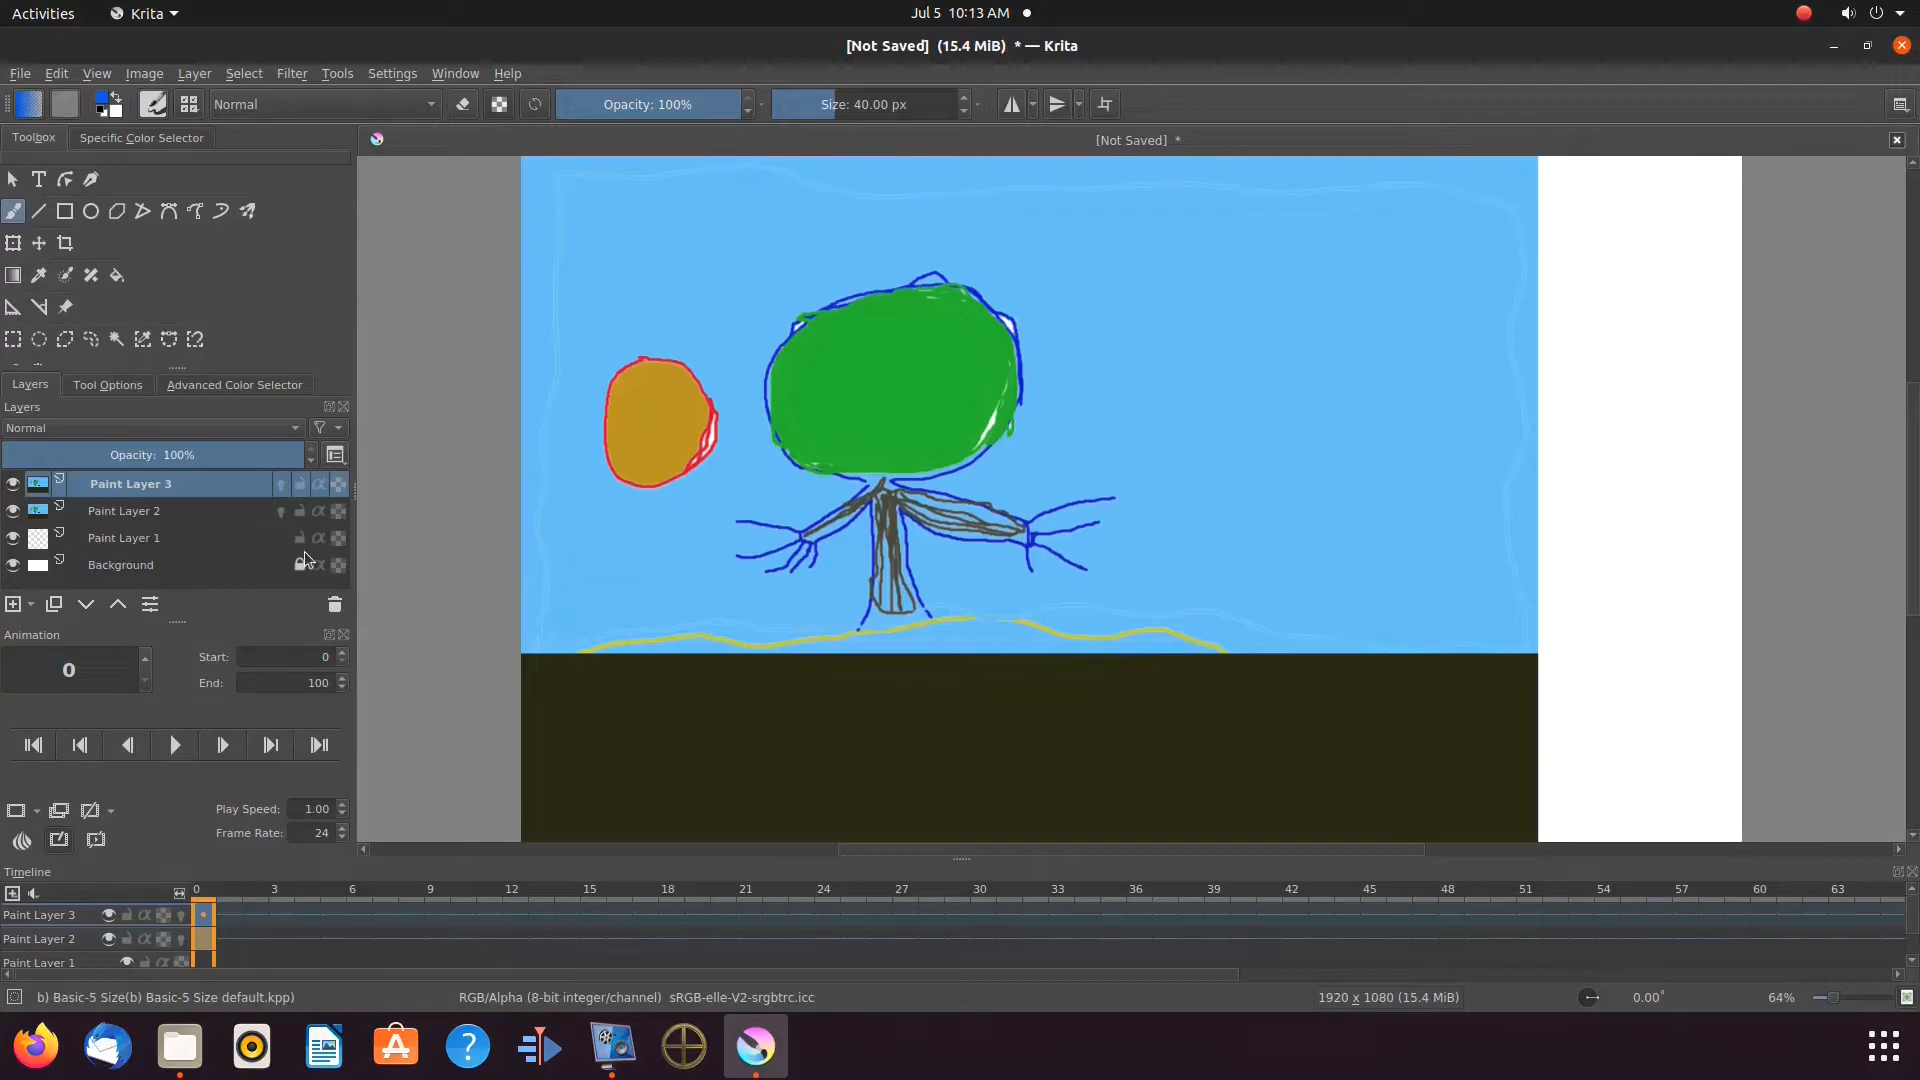 Activities Krita Jul 5 10:13 AM
[Not Saved] (15.4 MiB) * — Krita
File Edit View Image Layer Select Filter Tools Settings Window Help
Normal Opacity: 100% Size: 40.00 px
Toolbox Specific Color Selector [Not Saved] *
Layers Tool Options Advanced Color Selector
Layers
Normal
Opacity: 100%
Paint Layer 3
Paint Layer 2
Paint Layer 1
Background
Animation
0 Start: 0
End: 100
Play Speed: 1.00
Frame Rate: 24
Timeline
0 3 6 9 12 15 18 21 24 27 30 33 36 39 42 45 48 51 54 57 60 63
Paint Layer 3
Paint Layer 2
Paint Layer 1
b) Basic-5 Size(b) Basic-5 Size default.kpp) RGB/Alpha (8-bit integer/channel) sRGB-elle-V2-srgbtrc.icc 1920 x 1080 (15.4 MiB) 0.00° 64%